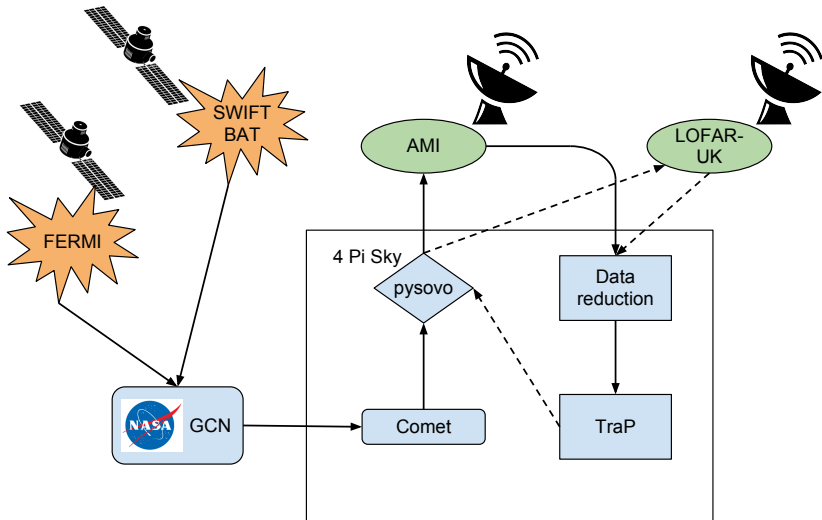 SWIFT
BAT
FERMI
AMI
LOFAR-
UK
4 Pi Sky
pysovo
Data
reduction
NASA
GCN
Comet
TraP